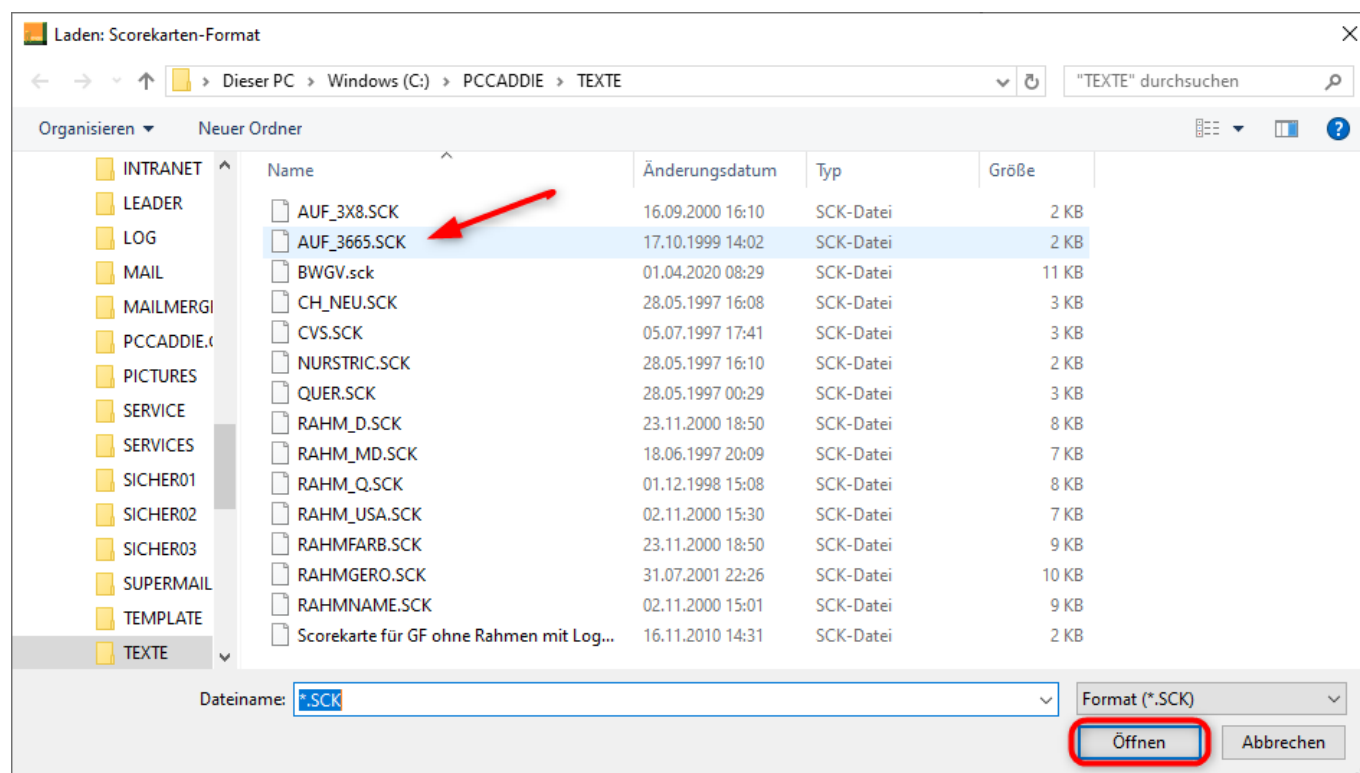 Laden: Scorekarten-Format
Dieser PC > Windows (C:) > PCCADDIE > TEXTE
"TEXTE" durchsuchen
Organisieren
Neuer Ordner
INTRANET
LEADER
LOG
MAIL
MAILMERGI
PCCADDIE.
PICTURES
SERVICE
SERVICES
SICHER01
SICHER02
SICHER03
SUPERMAIL
TEMPLATE
TEXTE
Name Änderungsdatum Typ Größe
AUF_3X8.SCK 16.09.2000 16:10 SCK-Datei 2 KB
AUF_3665.SCK 17.10.1999 14:02 SCK-Datei 2 KB
BWGV.sck 01.04.2020 08:29 SCK-Datei 11 KB
CH_NEU.SCK 28.05.1997 16:08 SCK-Datei 3 KB
CVS.SCK 05.07.1997 17:41 SCK-Datei 3 KB
NURSTRIC.SCK 28.05.1997 16:10 SCK-Datei 2 KB
QUER.SCK 28.05.1997 00:29 SCK-Datei 3 KB
RAHM_D.SCK 23.11.2000 18:50 SCK-Datei 8 KB
RAHM_MD.SCK 18.06.1997 20:09 SCK-Datei 7 KB
RAHM_Q.SCK 01.12.1998 15:08 SCK-Datei 8 KB
RAHM_USA.SCK 02.11.2000 15:30 SCK-Datei 7 KB
RAHMFARB.SCK 23.11.2000 18:50 SCK-Datei 9 KB
RAHMGERO.SCK 31.07.2001 22:26 SCK-Datei 10 KB
RAHMNAME.SCK 02.11.2000 15:01 SCK-Datei 9 KB
Scorekarte für GF ohne Rahmen mit Log... 16.11.2010 14:31 SCK-Datei 2 KB
Dateiname: *.SCK
Format (*.SCK)
Öffnen
Abbrechen